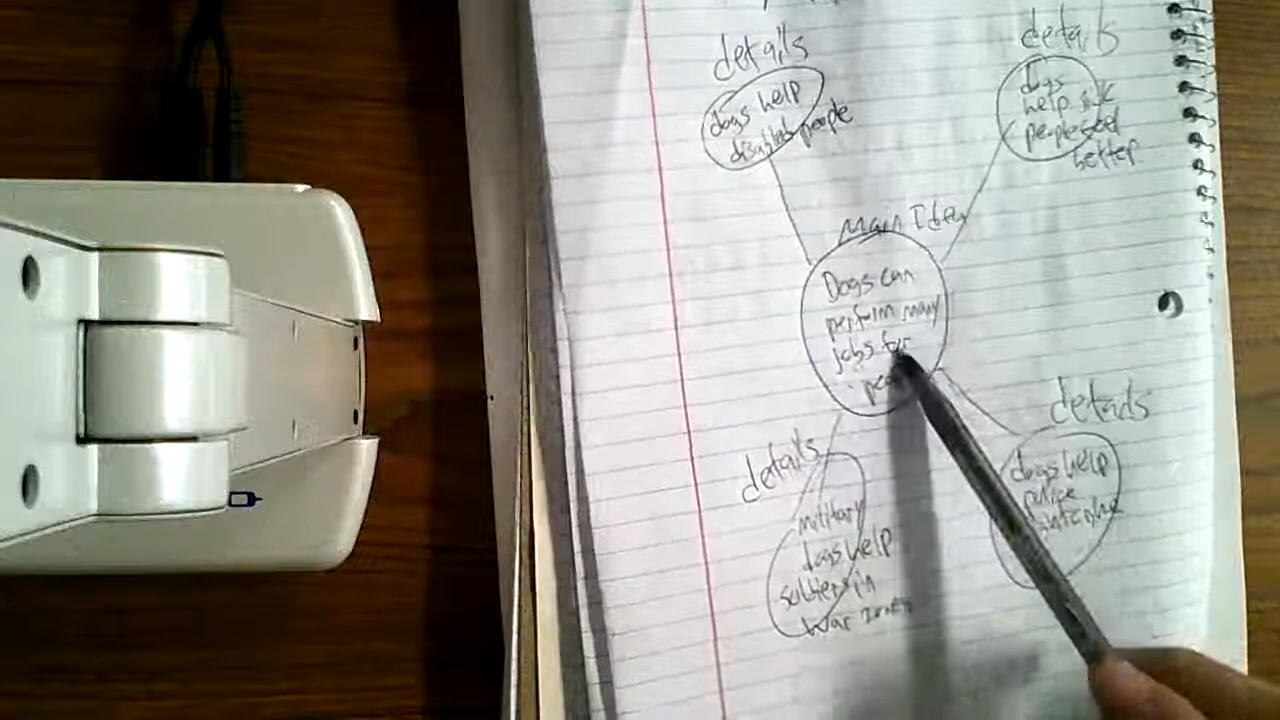 details
dogs help
disabled people
details
dogs
help sick
people feel
better
Main Idea
Dogs can
perform many
jobs for
details
military
dogs help
soldiers in
war zones
details
dogs help
police